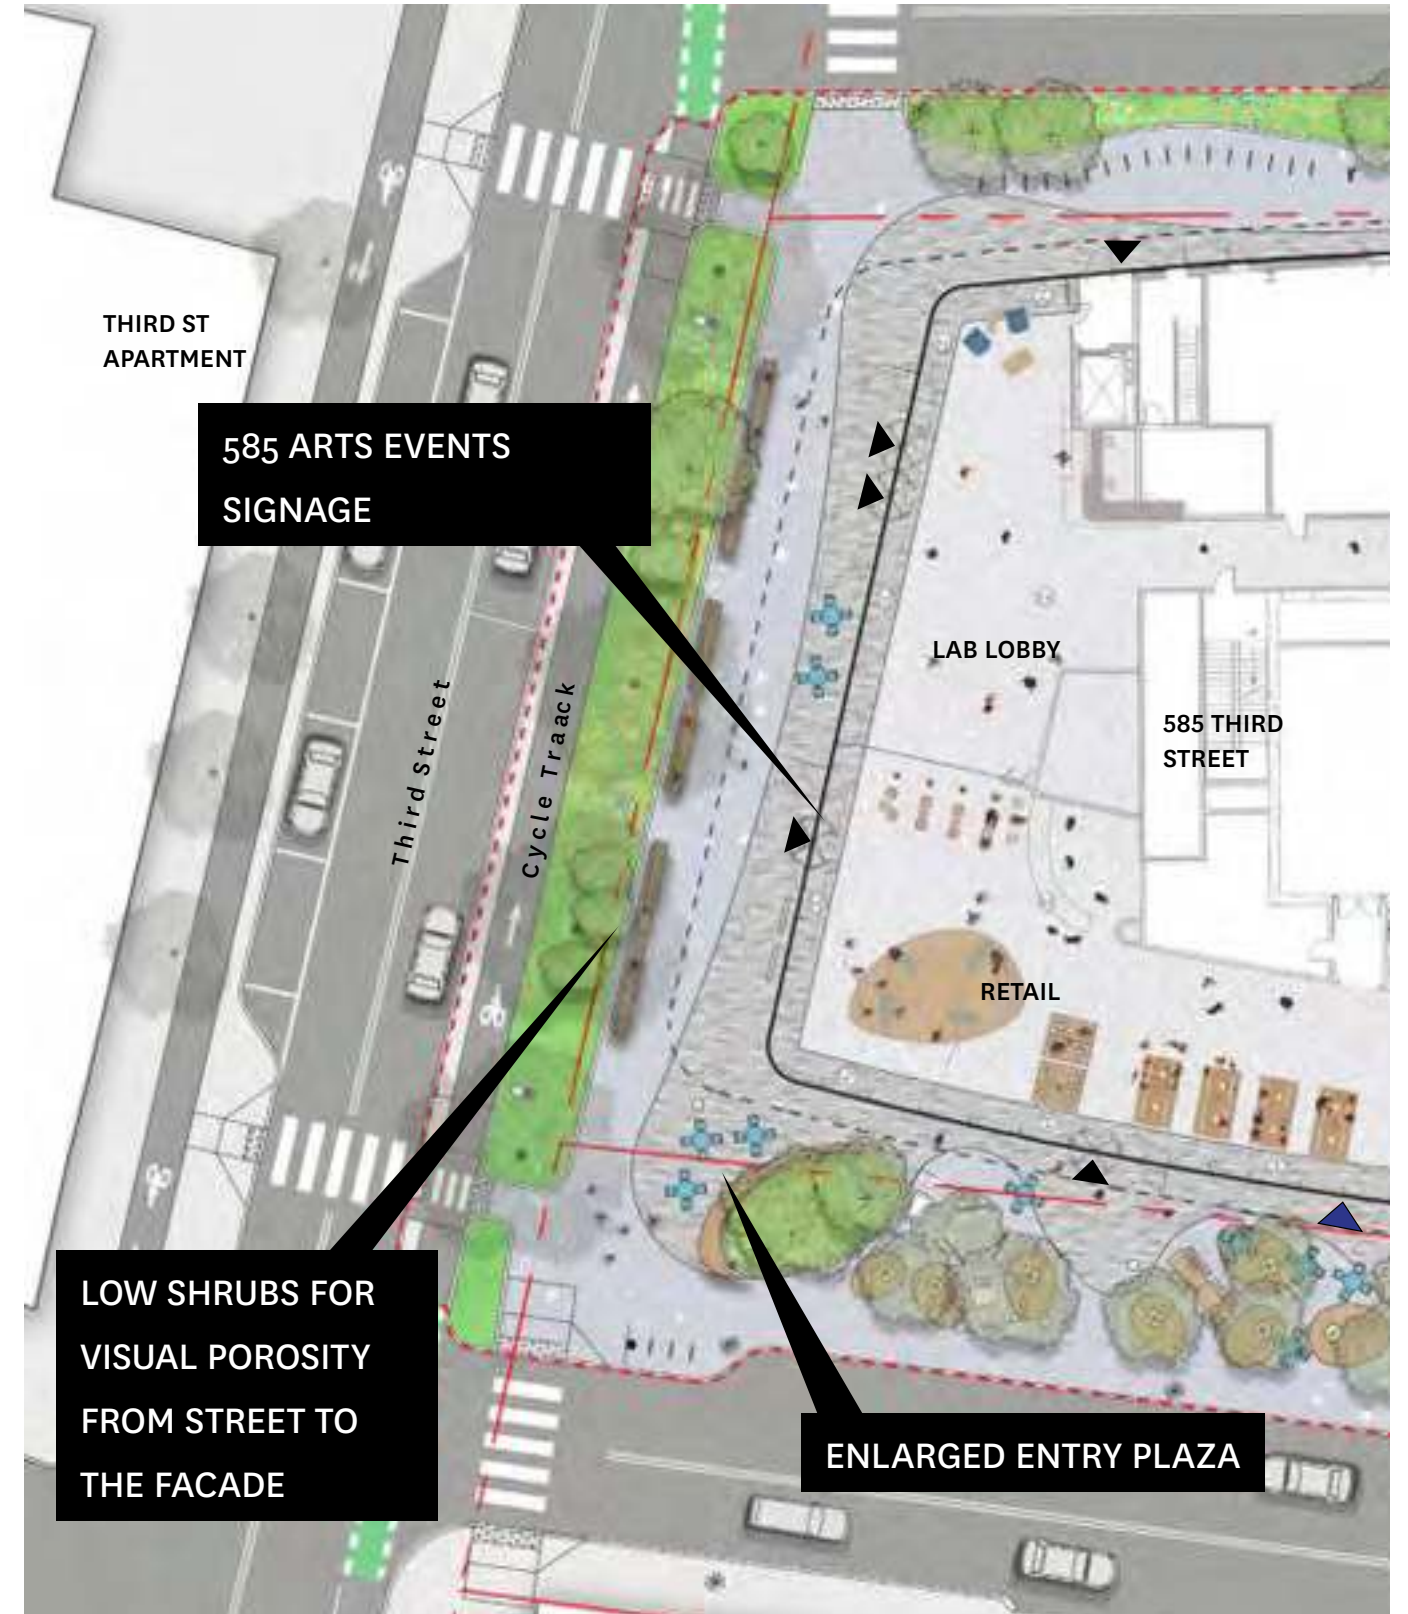 THIRD ST
APARTMENT
585 ARTS EVENTS
SIGNAGE
LAB LOBBY
585 THIRD
STREET
Third Street
Cycle Traack
RETAIL
LOW SHRUBS FOR
VISUAL POROSITY
FROM STREET TO
THE FACADE
ENLARGED ENTRY PLAZA